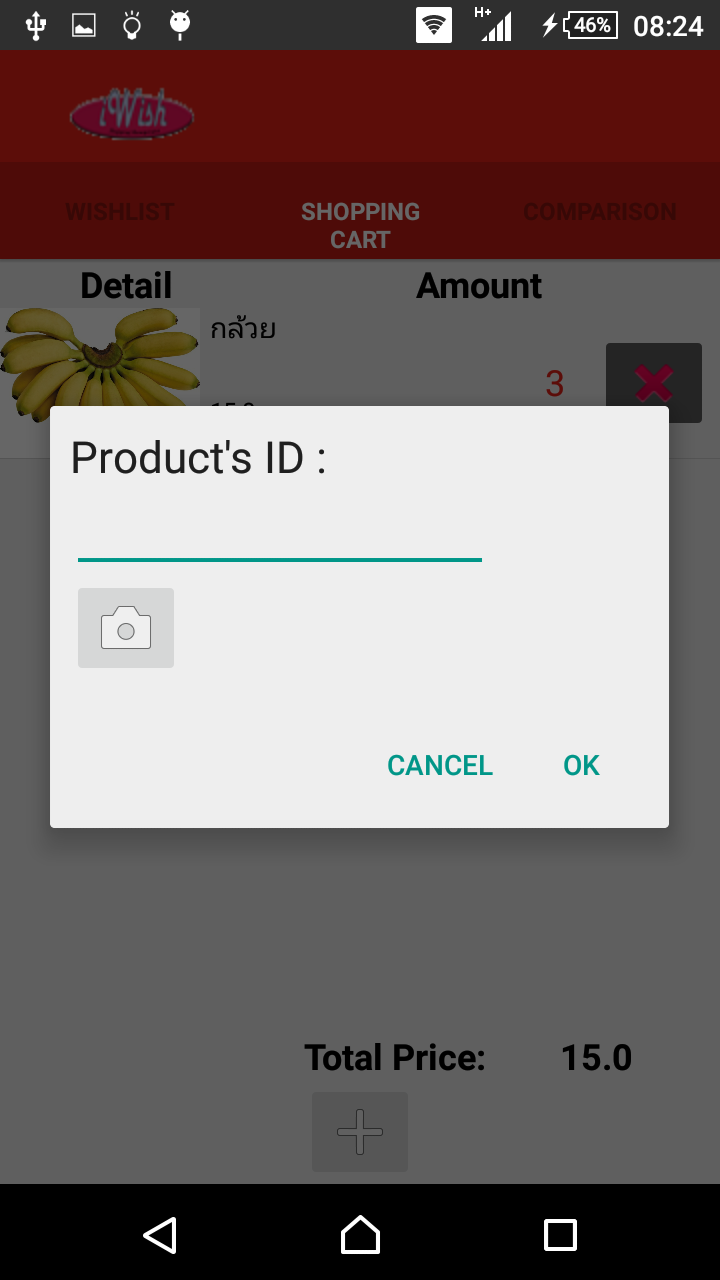 H+
46%
08:24
iWish
WISHLIST
SHOPPING
CART
COMPARISON
Detail
Amount
กล้วย
3
Product's ID :
CANCEL
OK
Total Price:
15.0